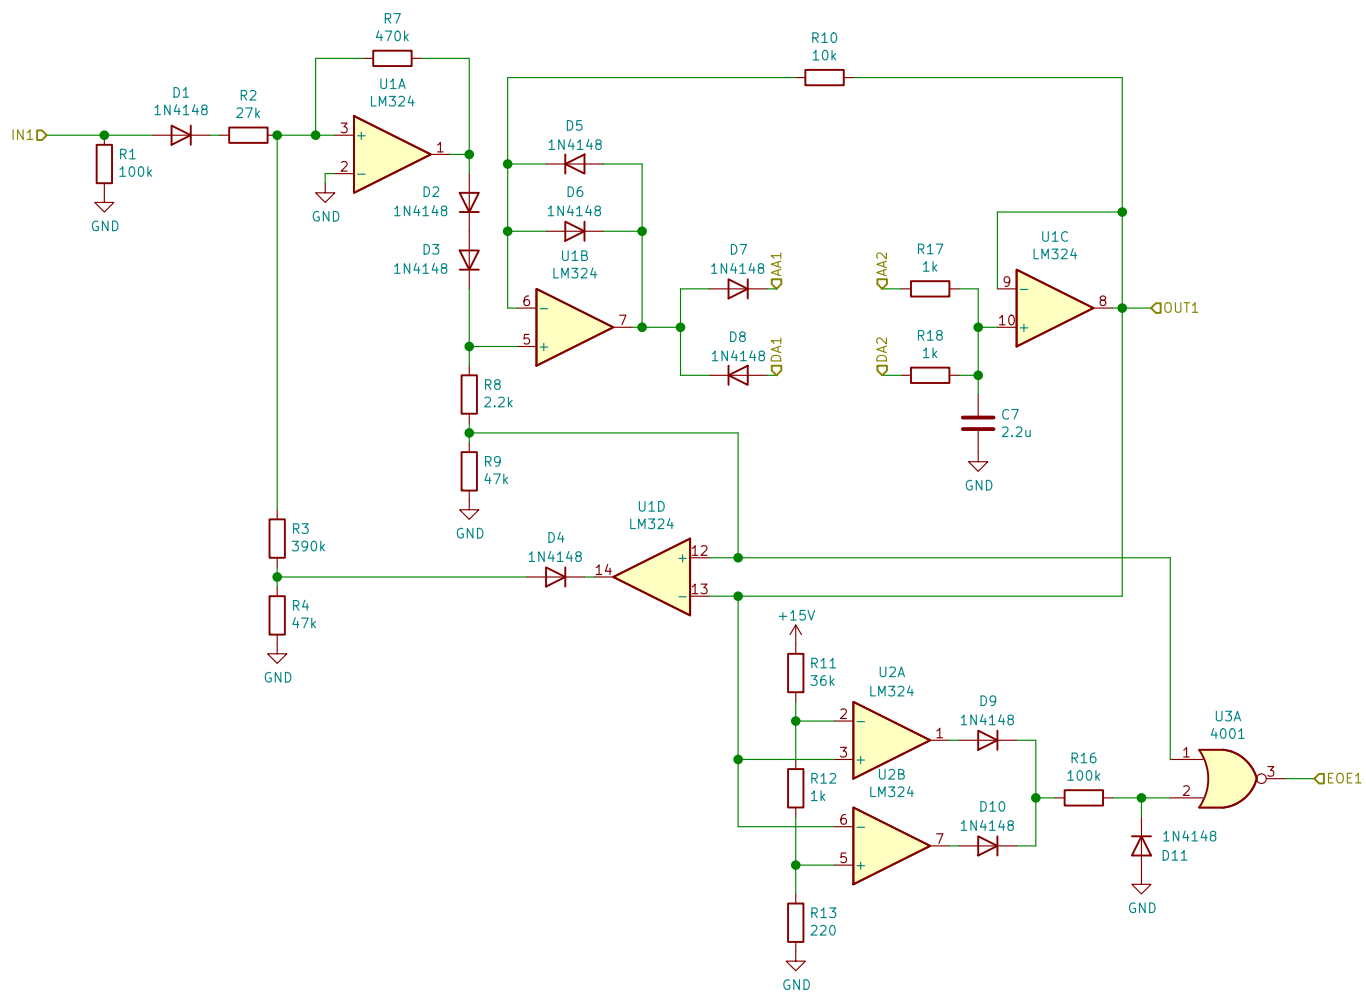 R7
470k
R10
10k
U1A
LM324
D1
1N4148
R2
27k
IN1
3
+
1
2
−
R1
100k
GND
GND
D5
1N4148
D2
1N4148
D6
1N4148
D3
1N4148
U1B
LM324
D7
1N4148
AA1
AA2
R17
1k
U1C
LM324
9
−
8
OUT1
10
+
6
−
7
5
+
D8
1N4148
DA1
DA2
R18
1k
R8
2.2k
C7
2.2u
GND
R9
47k
GND
U1D
LM324
R3
390k
D4
1N4148
14
12
+
13
−
R4
47k
GND
+15V
R11
36k
U2A
LM324
2
−
1
3
+
D9
1N4148
U3A
4001
R12
1k
U2B
LM324
R16
100k
1
2
3
EOE1
6
−
7
5
+
D10
1N4148
1N4148
D11
GND
R13
220
GND